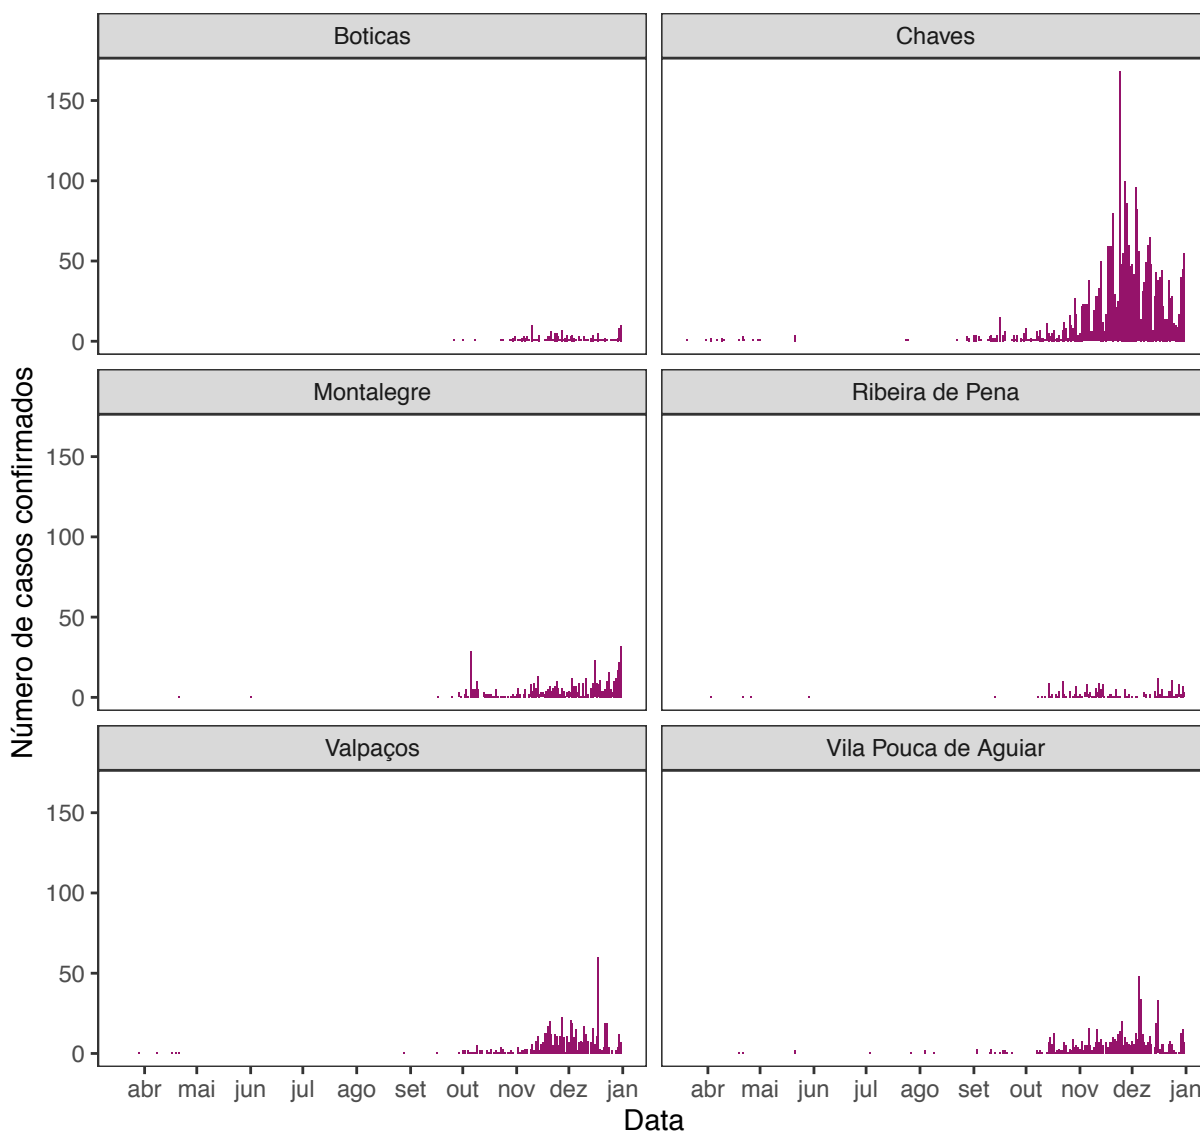 Boticas
Chaves
150
100
50
0
Montalegre
Ribeira de Pena
150
100
50
0
Valpaços
Vila Pouca de Aguiar
150
100
50
0
abr mai jun jul ago set out nov dez jan
abr mai jun jul ago set out nov dez jan
Data
Número de casos confirmados